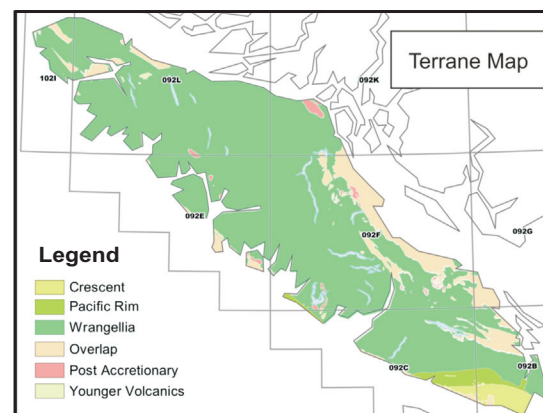 Terrane Map
102I
092L
092K
092E
092F
092G
092C
092B
Legend
Crescent
Pacific Rim
Wrangellia
Overlap
Post Accretionary
Younger Volcanics